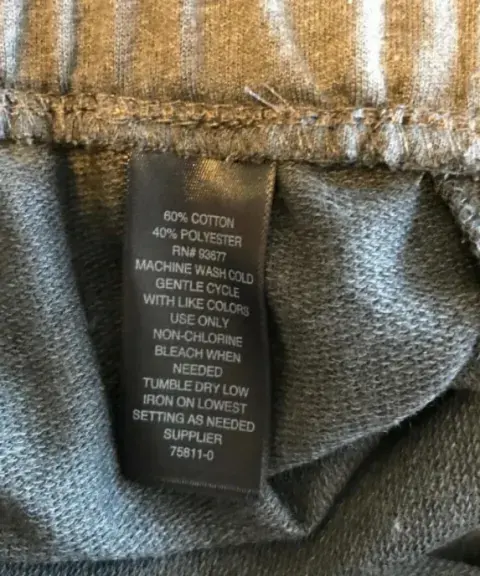 60% COTTON
40% POLYESTER
RN# 93677
MACHINE WASH COLD
GENTLE CYCLE
WITH LIKE COLORS
USE ONLY
NON-CHLORINE
BLEACH WHEN
NEEDED
TUMBLE DRY LOW
IRON ON LOWEST
SETTING AS NEEDED
SUPPLIER
75811-0